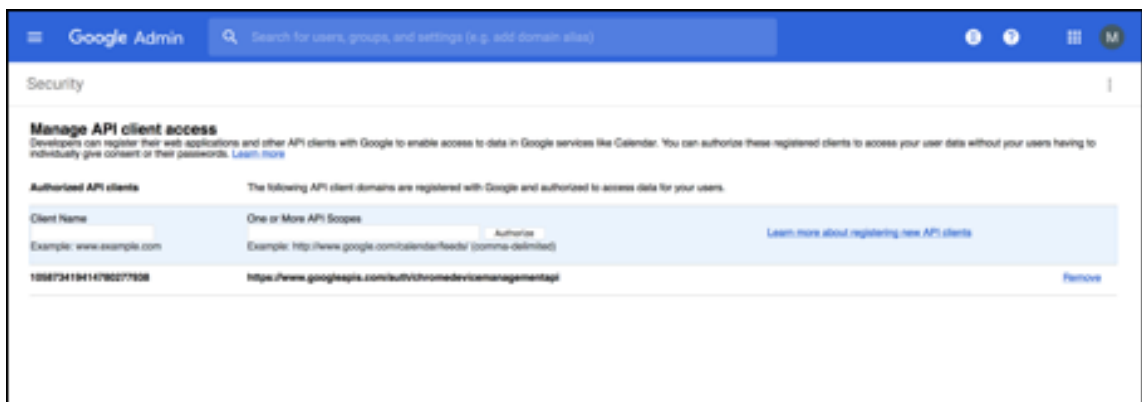 Google Admin
Search for users, groups, and settings (e.g. add domain alias)
M
Security
Manage API client access
Developers can register their web applications and other API clients with Google to enable access to data in Google services like Calendar. You can authorize these registered clients to access your user data without your users having to
individually give consent or their passwords. Learn more
Authorized API clients The following API client domains are registered with Google and authorized to access data for your users.
Client Name One or More API Scopes
Authorize Learn more about registering new API clients
Example: www.example.com Example: http://www.google.com/calendar/feeds/ (comma-delimited)
https://www.googleapis.com/auth/chromedevicemanagementapi Remove